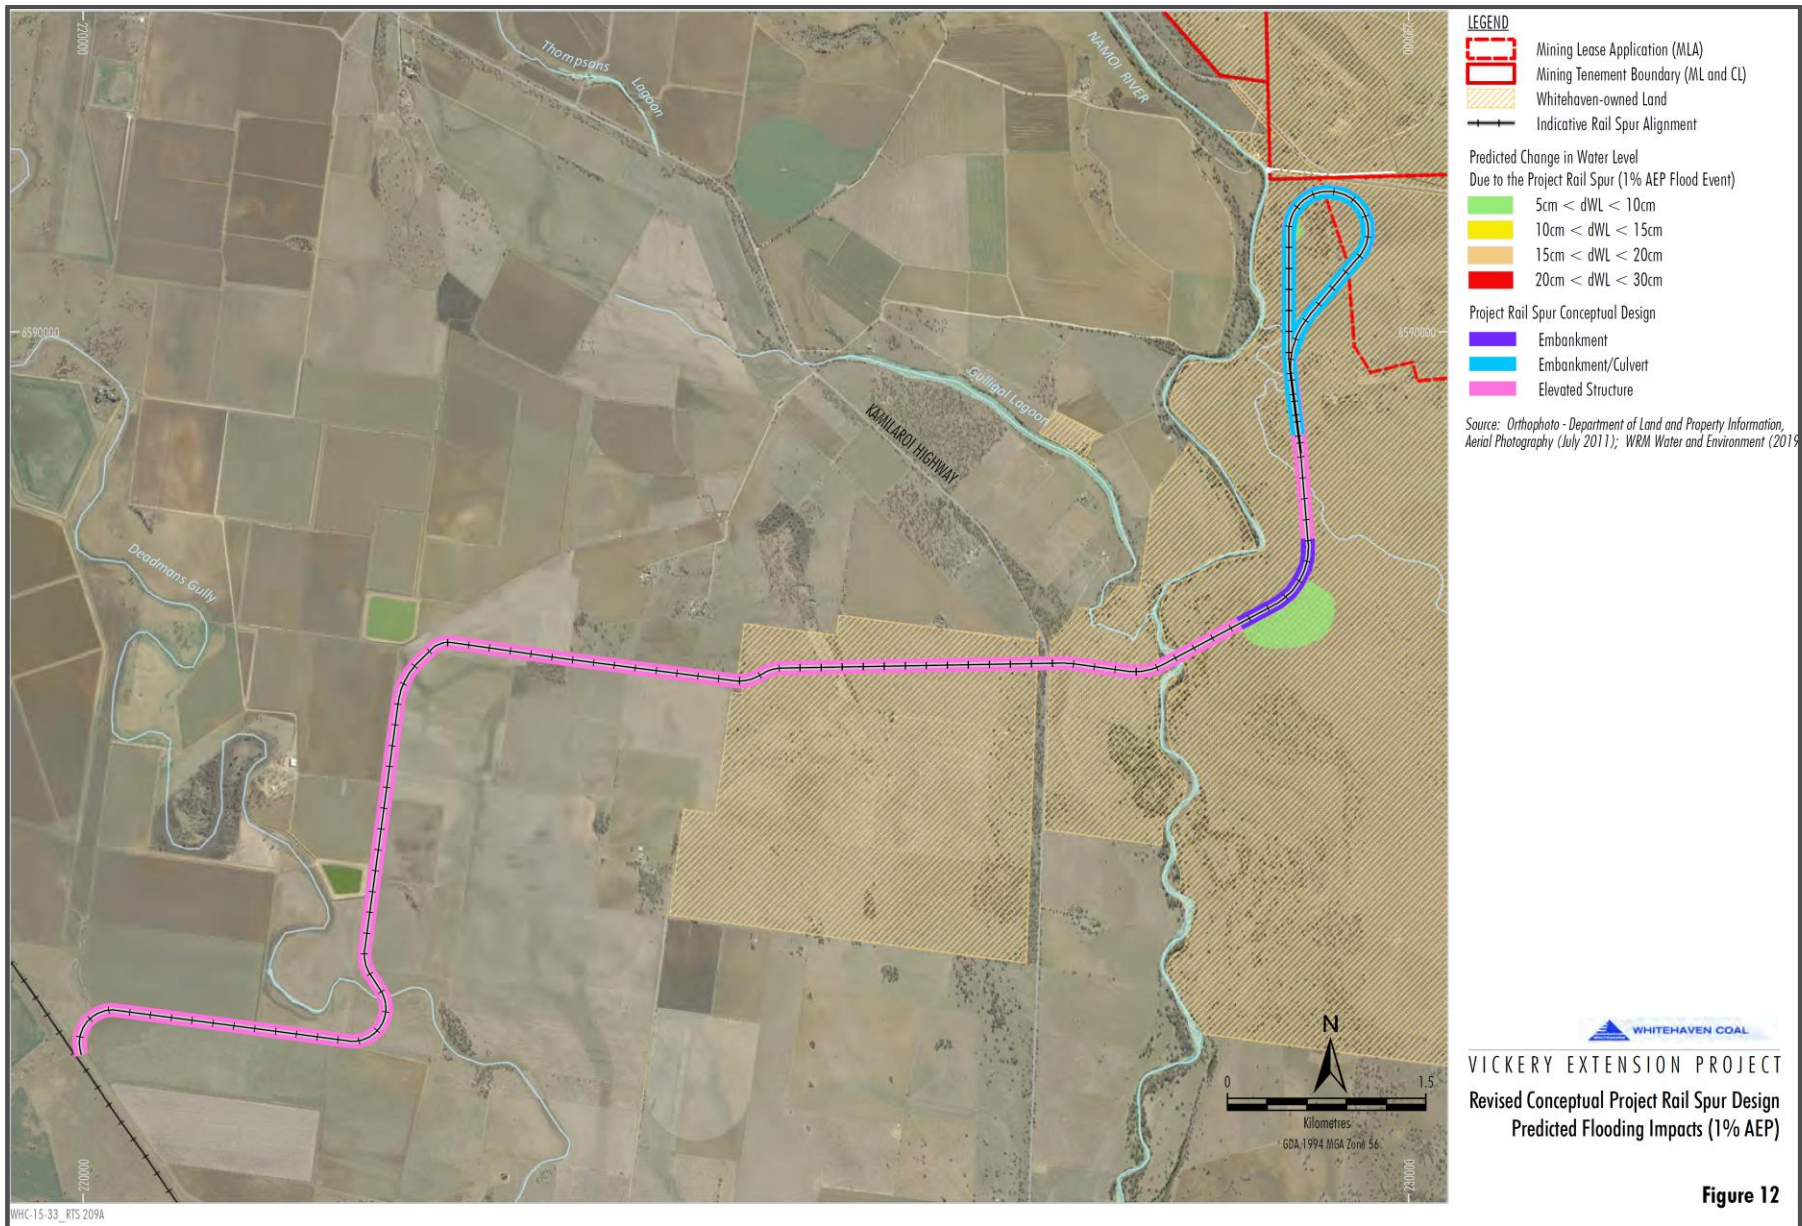 220000
230000
Thompsons
Lagoon
NAMOI RIVER
6590000
6590000
Gulligal Lagoon
KAMILAROI HIGHWAY
Deadmans Gully
N
0 1.5
Kilometres
GDA 1994 MGA Zone 56
220000
230000
WHC-15-33_RTS 209A
LEGEND
Mining Lease Application (MLA)
Mining Tenement Boundary (ML and CL)
Whitehaven-owned Land
Indicative Rail Spur Alignment
Predicted Change in Water Level
Due to the Project Rail Spur (1% AEP Flood Event)
5cm < dWL < 10cm
10cm < dWL < 15cm
15cm < dWL < 20cm
20cm < dWL < 30cm
Project Rail Spur Conceptual Design
Embankment
Embankment/Culvert
Elevated Structure
Source: Orthophoto - Department of Land and Property Information,
Aerial Photography (July 2011); WRM Water and Environment (2019
WHITEHAVEN COAL
VICKERY EXTENSION PROJECT
Revised Conceptual Project Rail Spur Design
Predicted Flooding Impacts (1% AEP)
Figure 12